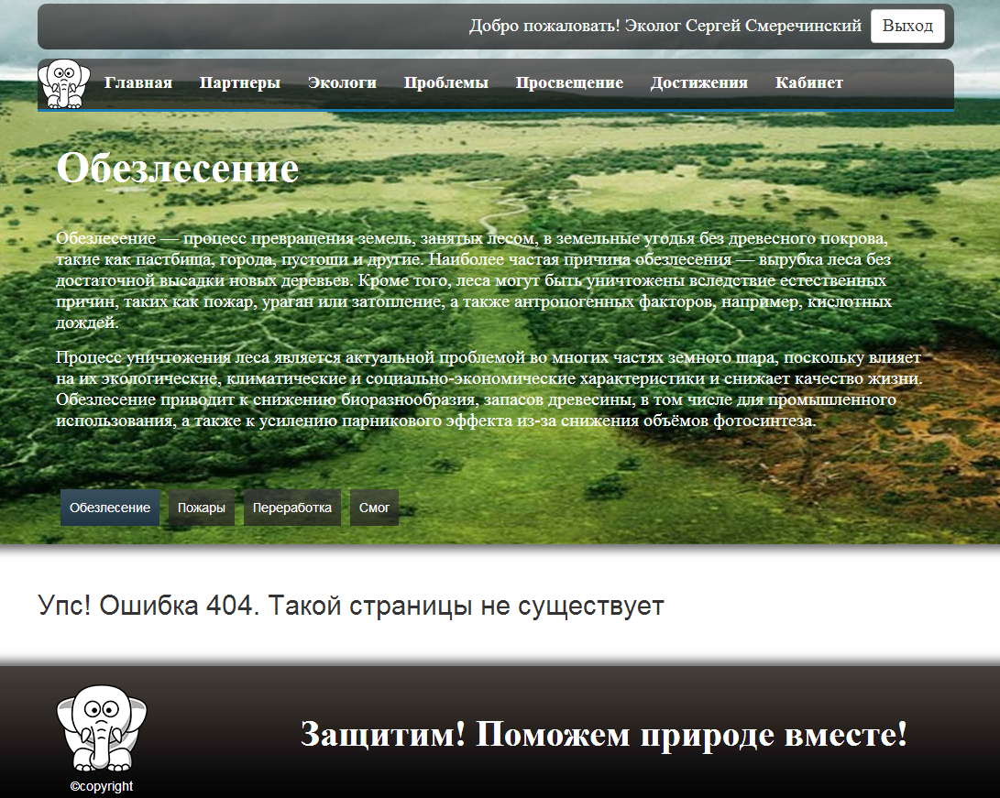 Добро пожаловать! Эколог Сергей Смеречинский Выход
Главная Партнеры Экологи Проблемы Просвещение Достижения Кабинет
Обезлесение
Обезлесение — процесс превращения земель, занятых лесом, в земельные угодья без древесного покрова,
такие как пастбища, города, пустоши и другие. Наиболее частая причина обезлесения — вырубка леса без
достаточной высадки новых деревьев. Кроме того, леса могут быть уничтожены вследствие естественных
причин, таких как пожар, ураган или затопление, а также антропогенных факторов, например, кислотных
дождей.
Процесс уничтожения леса является актуальной проблемой во многих частях земного шара, поскольку влияет
на их экологические, климатические и социально-экономические характеристики и снижает качество жизни.
Обезлесение приводит к снижению биоразнообразия, запасов древесины, в том числе для промышленного
использования, а также к усилению парникового эффекта из-за снижения объёмов фотосинтеза.
Обезлесение Пожары Переработка Смог
Упс! Ошибка 404. Такой страницы не существует
Защитим! Поможем природе вместе!
©copyright